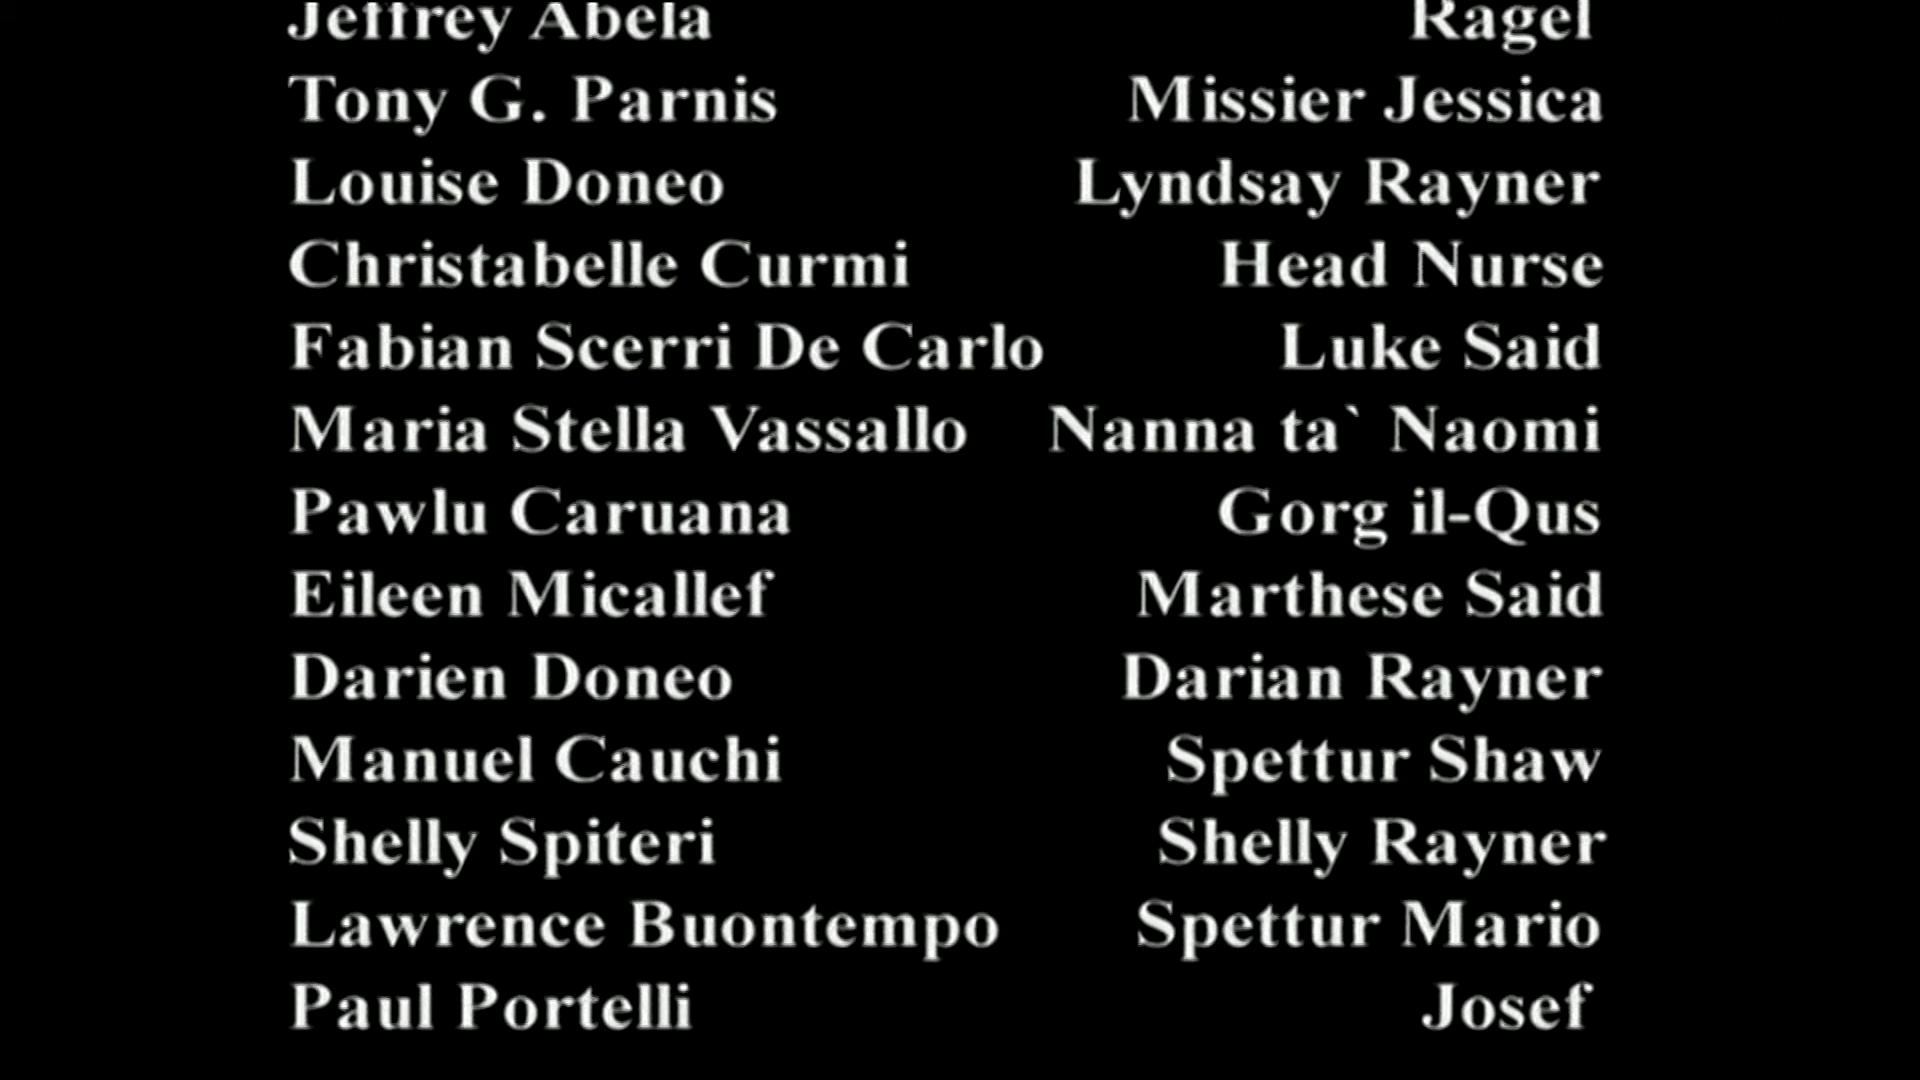 Jeffrey Abela Ragel
Tony G. Parnis Missier Jessica
Louise Doneo Lyndsay Rayner
Christabelle Curmi Head Nurse
Fabian Scerri De Carlo Luke Said
Maria Stella Vassallo Nanna ta` Naomi
Pawlu Caruana Gorg il-Qus
Eileen Micallef Marthese Said
Darien Doneo Darian Rayner
Manuel Cauchi Spettur Shaw
Shelly Spiteri Shelly Rayner
Lawrence Buontempo Spettur Mario
Paul Portelli Josef